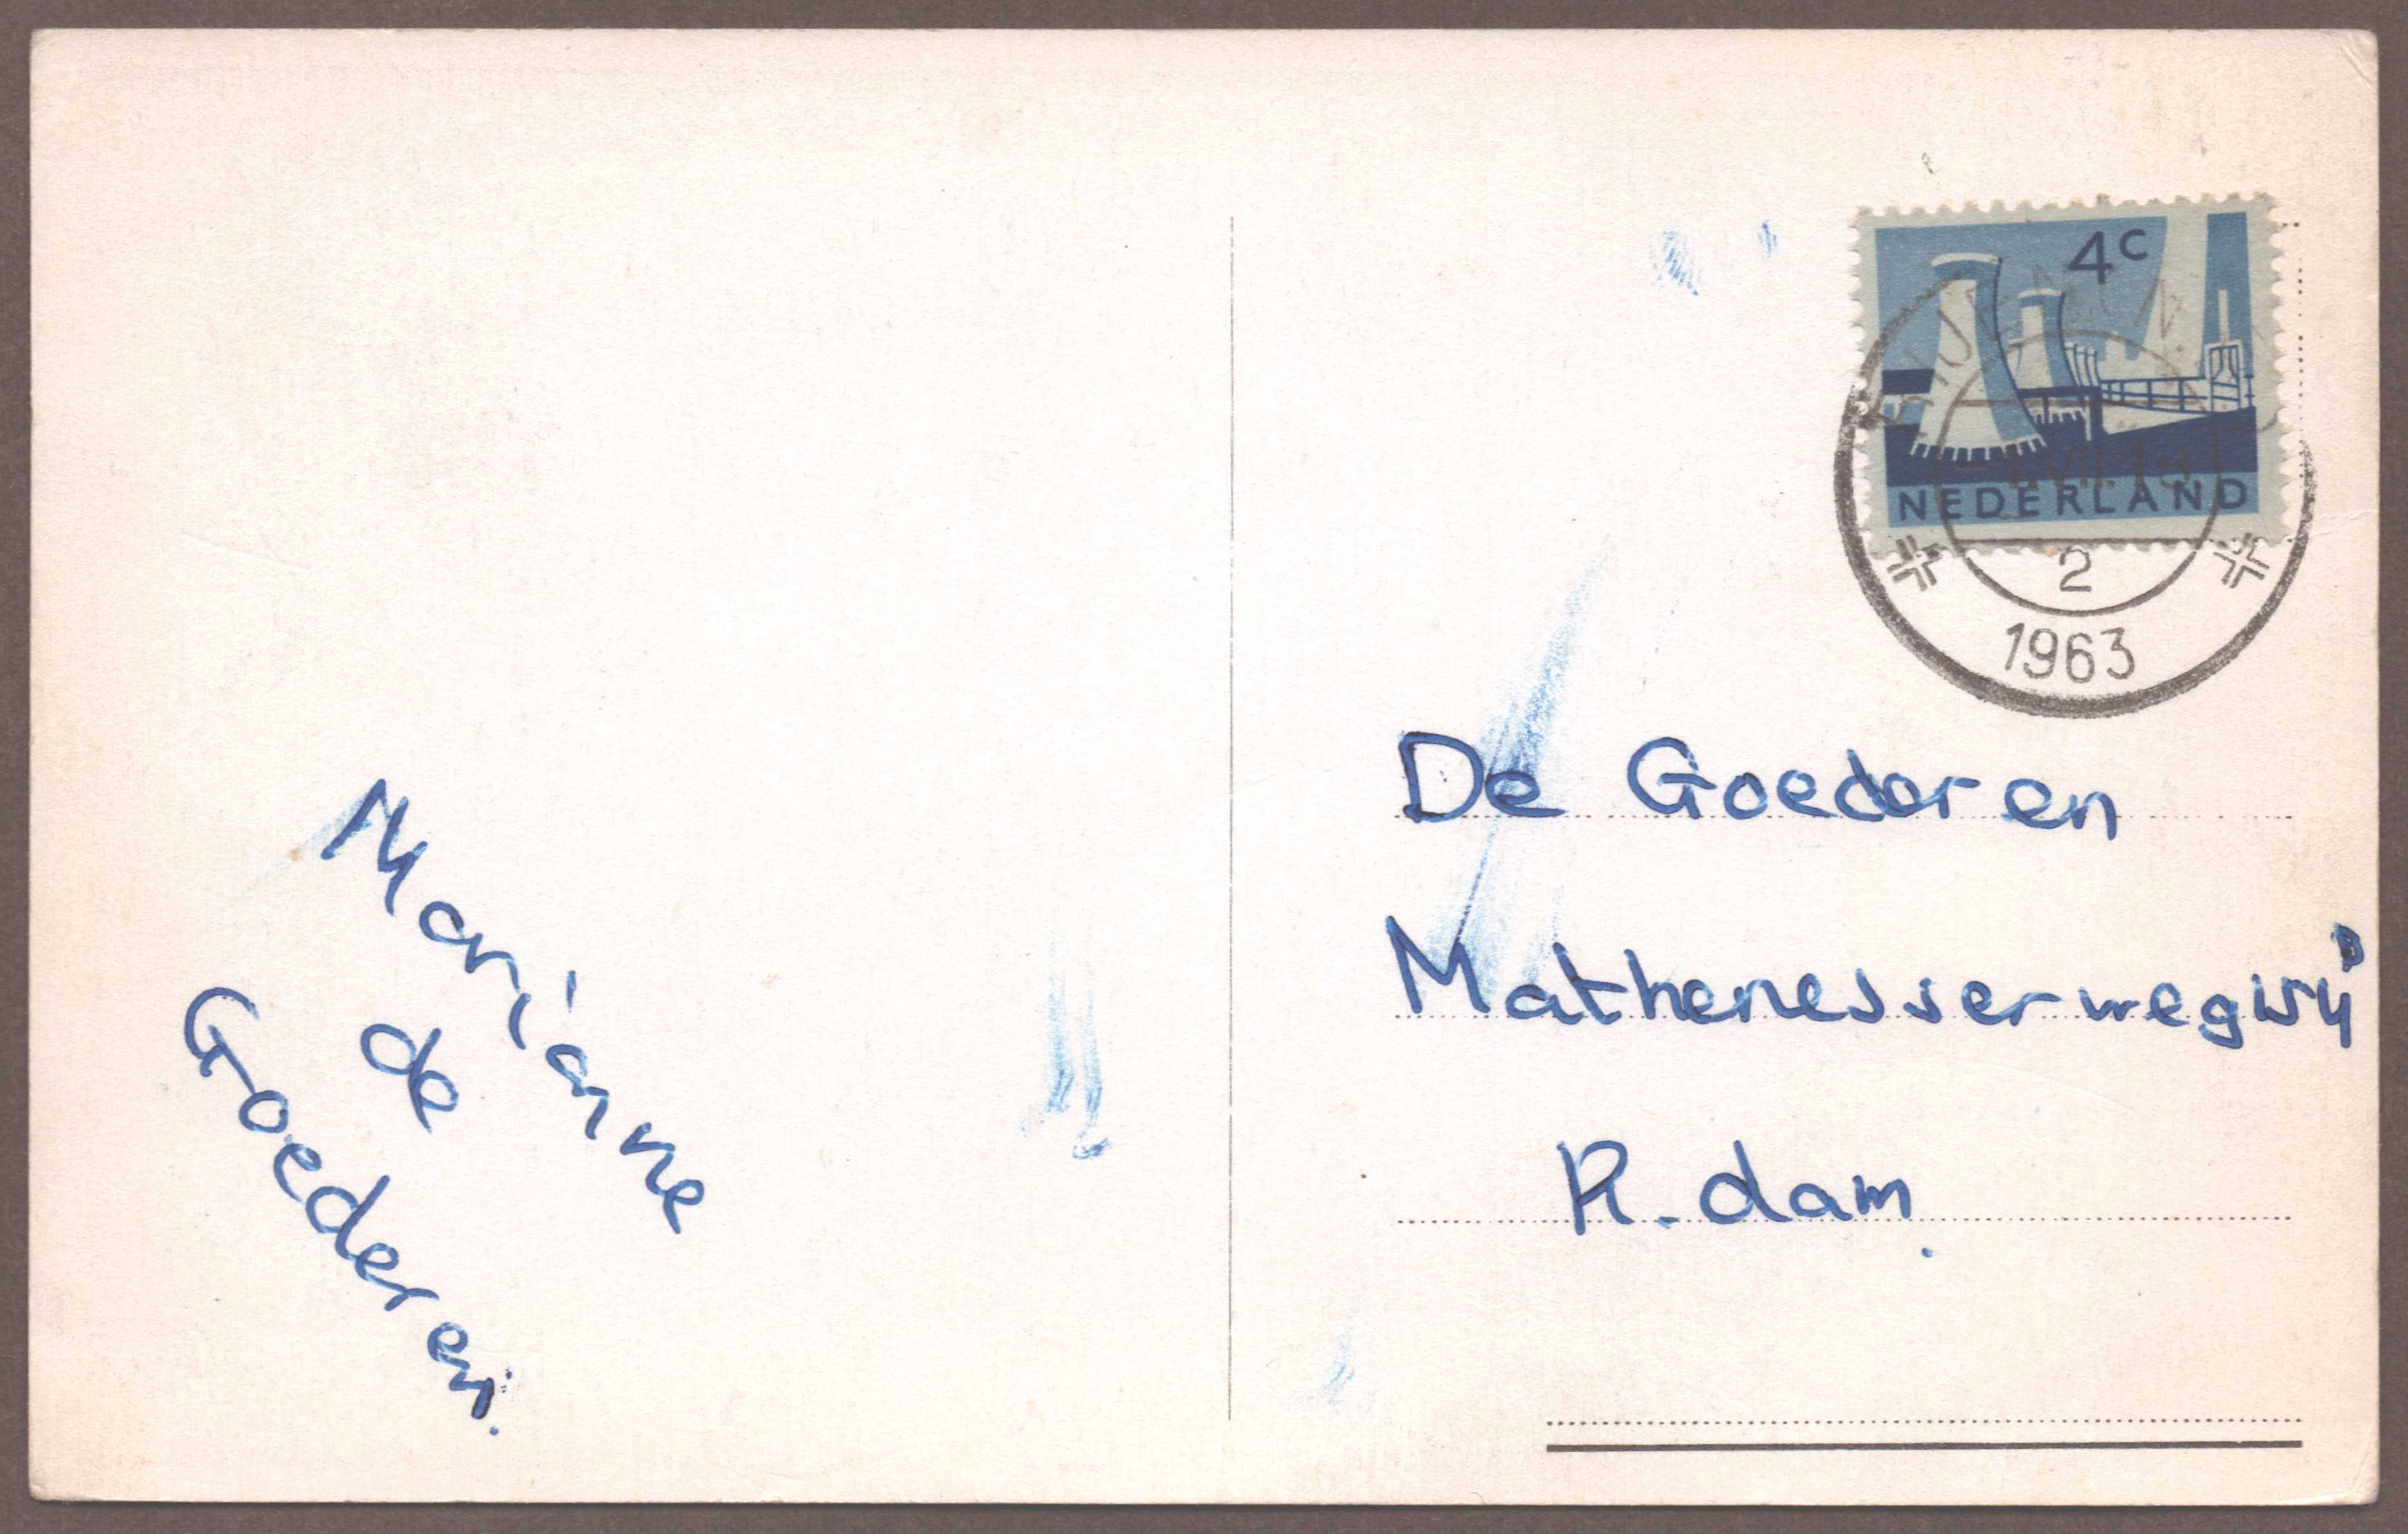 4c
NEDERLAND
2
1963
De Goederen
Mathenesserweg
R.dam.
Marianne
de
Goederen.